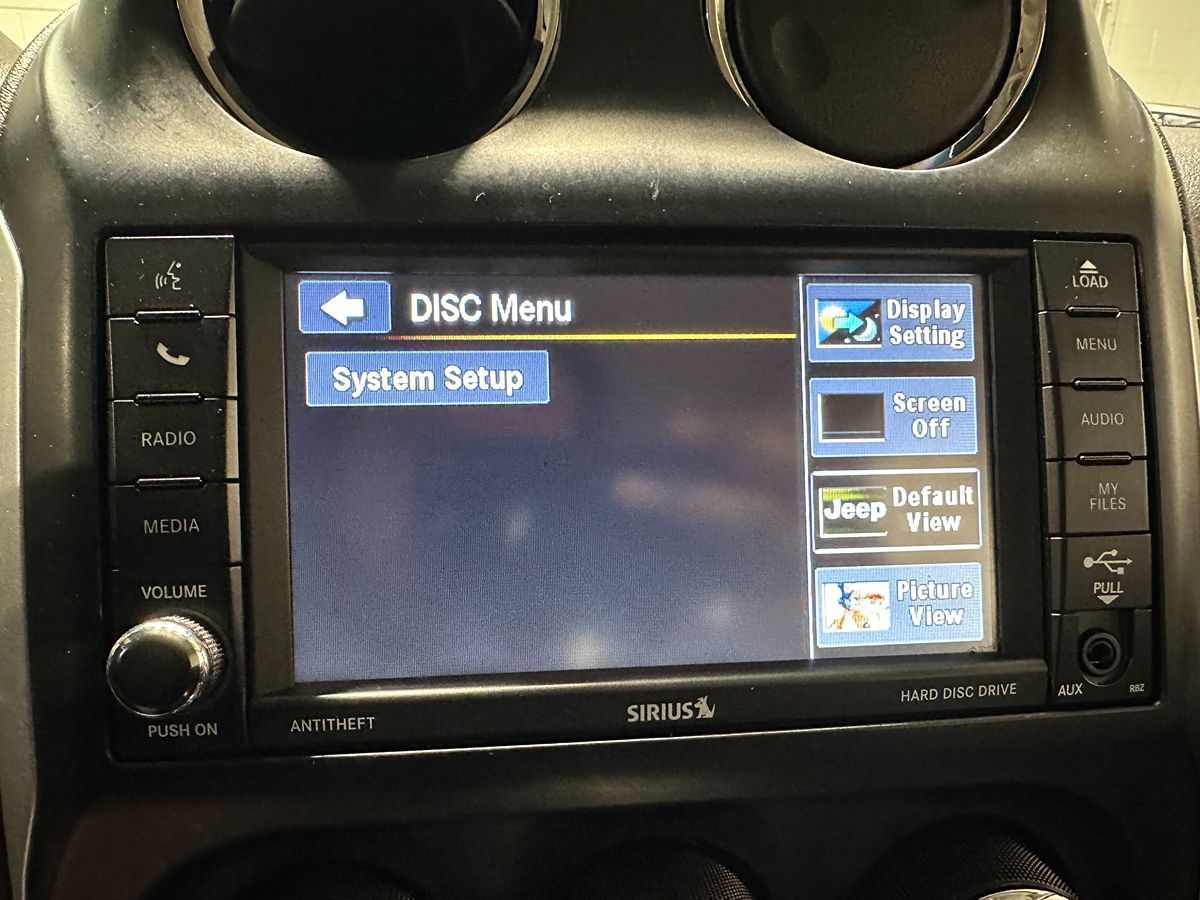 DISC Menu
System Setup
Display
Setting
Screen
Off
Jeep
Default
View
Picture
View
RADIO
MEDIA
VOLUME
PUSH ON
LOAD
MENU
AUDIO
MY
FILES
PULL
AUX
RBZ
ANTITHEFT
SIRIUS
HARD DISC DRIVE